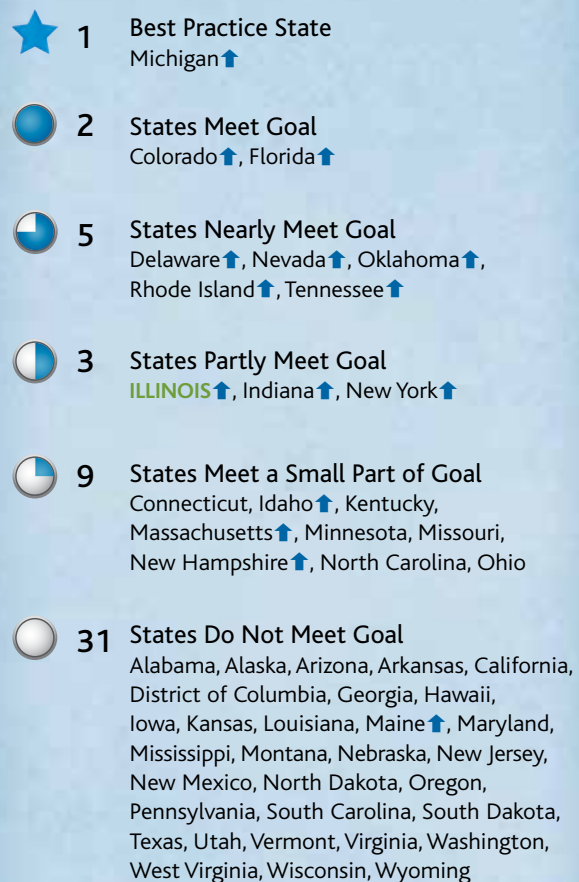 1 Best Practice State
Michigan⬆
2 States Meet Goal
Colorado⬆, Florida⬆
5 States Nearly Meet Goal
Delaware⬆, Nevada⬆, Oklahoma⬆,
Rhode Island⬆, Tennessee⬆
3 States Partly Meet Goal
ILLINOIS⬆, Indiana⬆, New York⬆
9 States Meet a Small Part of Goal
Connecticut, Idaho⬆, Kentucky,
Massachusetts⬆, Minnesota, Missouri,
New Hampshire⬆, North Carolina, Ohio
31 States Do Not Meet Goal
Alabama, Alaska, Arizona, Arkansas, California,
District of Columbia, Georgia, Hawaii,
Iowa, Kansas, Louisiana, Maine⬆, Maryland,
Mississippi, Montana, Nebraska, New Jersey,
New Mexico, North Dakota, Oregon,
Pennsylvania, South Carolina, South Dakota,
Texas, Utah, Vermont, Virginia, Washington,
West Virginia, Wisconsin, Wyoming